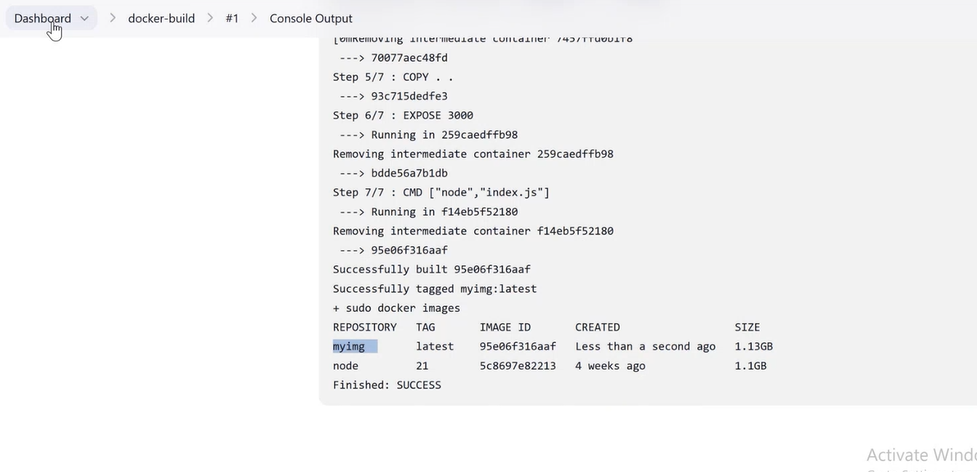 Dashboard > docker-build > #1 > Console Output
[0mRemoving intermediate container 7457ffd0b1f8
---> 70077aec48fd
Step 5/7 : COPY . .
---> 93c715dedfe3
Step 6/7 : EXPOSE 3000
---> Running in 259caedffb98
Removing intermediate container 259caedffb98
---> bdde56a7b1db
Step 7/7 : CMD ["node","index.js"]
---> Running in f14eb5f52180
Removing intermediate container f14eb5f52180
---> 95e06f316aaf
Successfully built 95e06f316aaf
Successfully tagged myimg:latest
+ sudo docker images
REPOSITORY TAG IMAGE ID CREATED SIZE
myimg latest 95e06f316aaf Less than a second ago 1.13GB
node 21 5c8697e82213 4 weeks ago 1.1GB
Finished: SUCCESS
Activate Wind